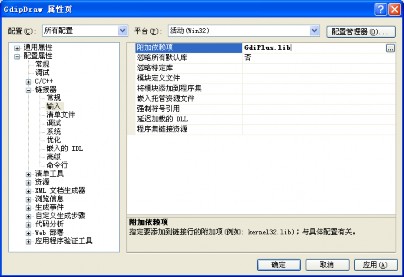 GdipDraw 属性页
配置(C): 所有配置 平台(P): 活动(Win32) 配置管理器(O)...
通用属性
配置属性
常规
调试
C/C++
链接器
常规
输入
清单文件
调试
系统
优化
嵌入的 IDL
高级
命令行
清单工具
资源
XML 文档生成器
浏览信息
生成事件
自定义生成步骤
代码分析
Web 部署
应用程序验证工具
附加依赖项 GdiPlus.lib ...
忽略所有默认库 否
忽略特定库
模块定义文件
将模块添加到程序集
嵌入托管资源文件
强制符号引用
延迟加载的 DLL
程序集链接资源
附加依赖项
指定要添加到链接行的附加项(例如: kernel32.lib);与具体配置有关。
确定 取消 应用(A)